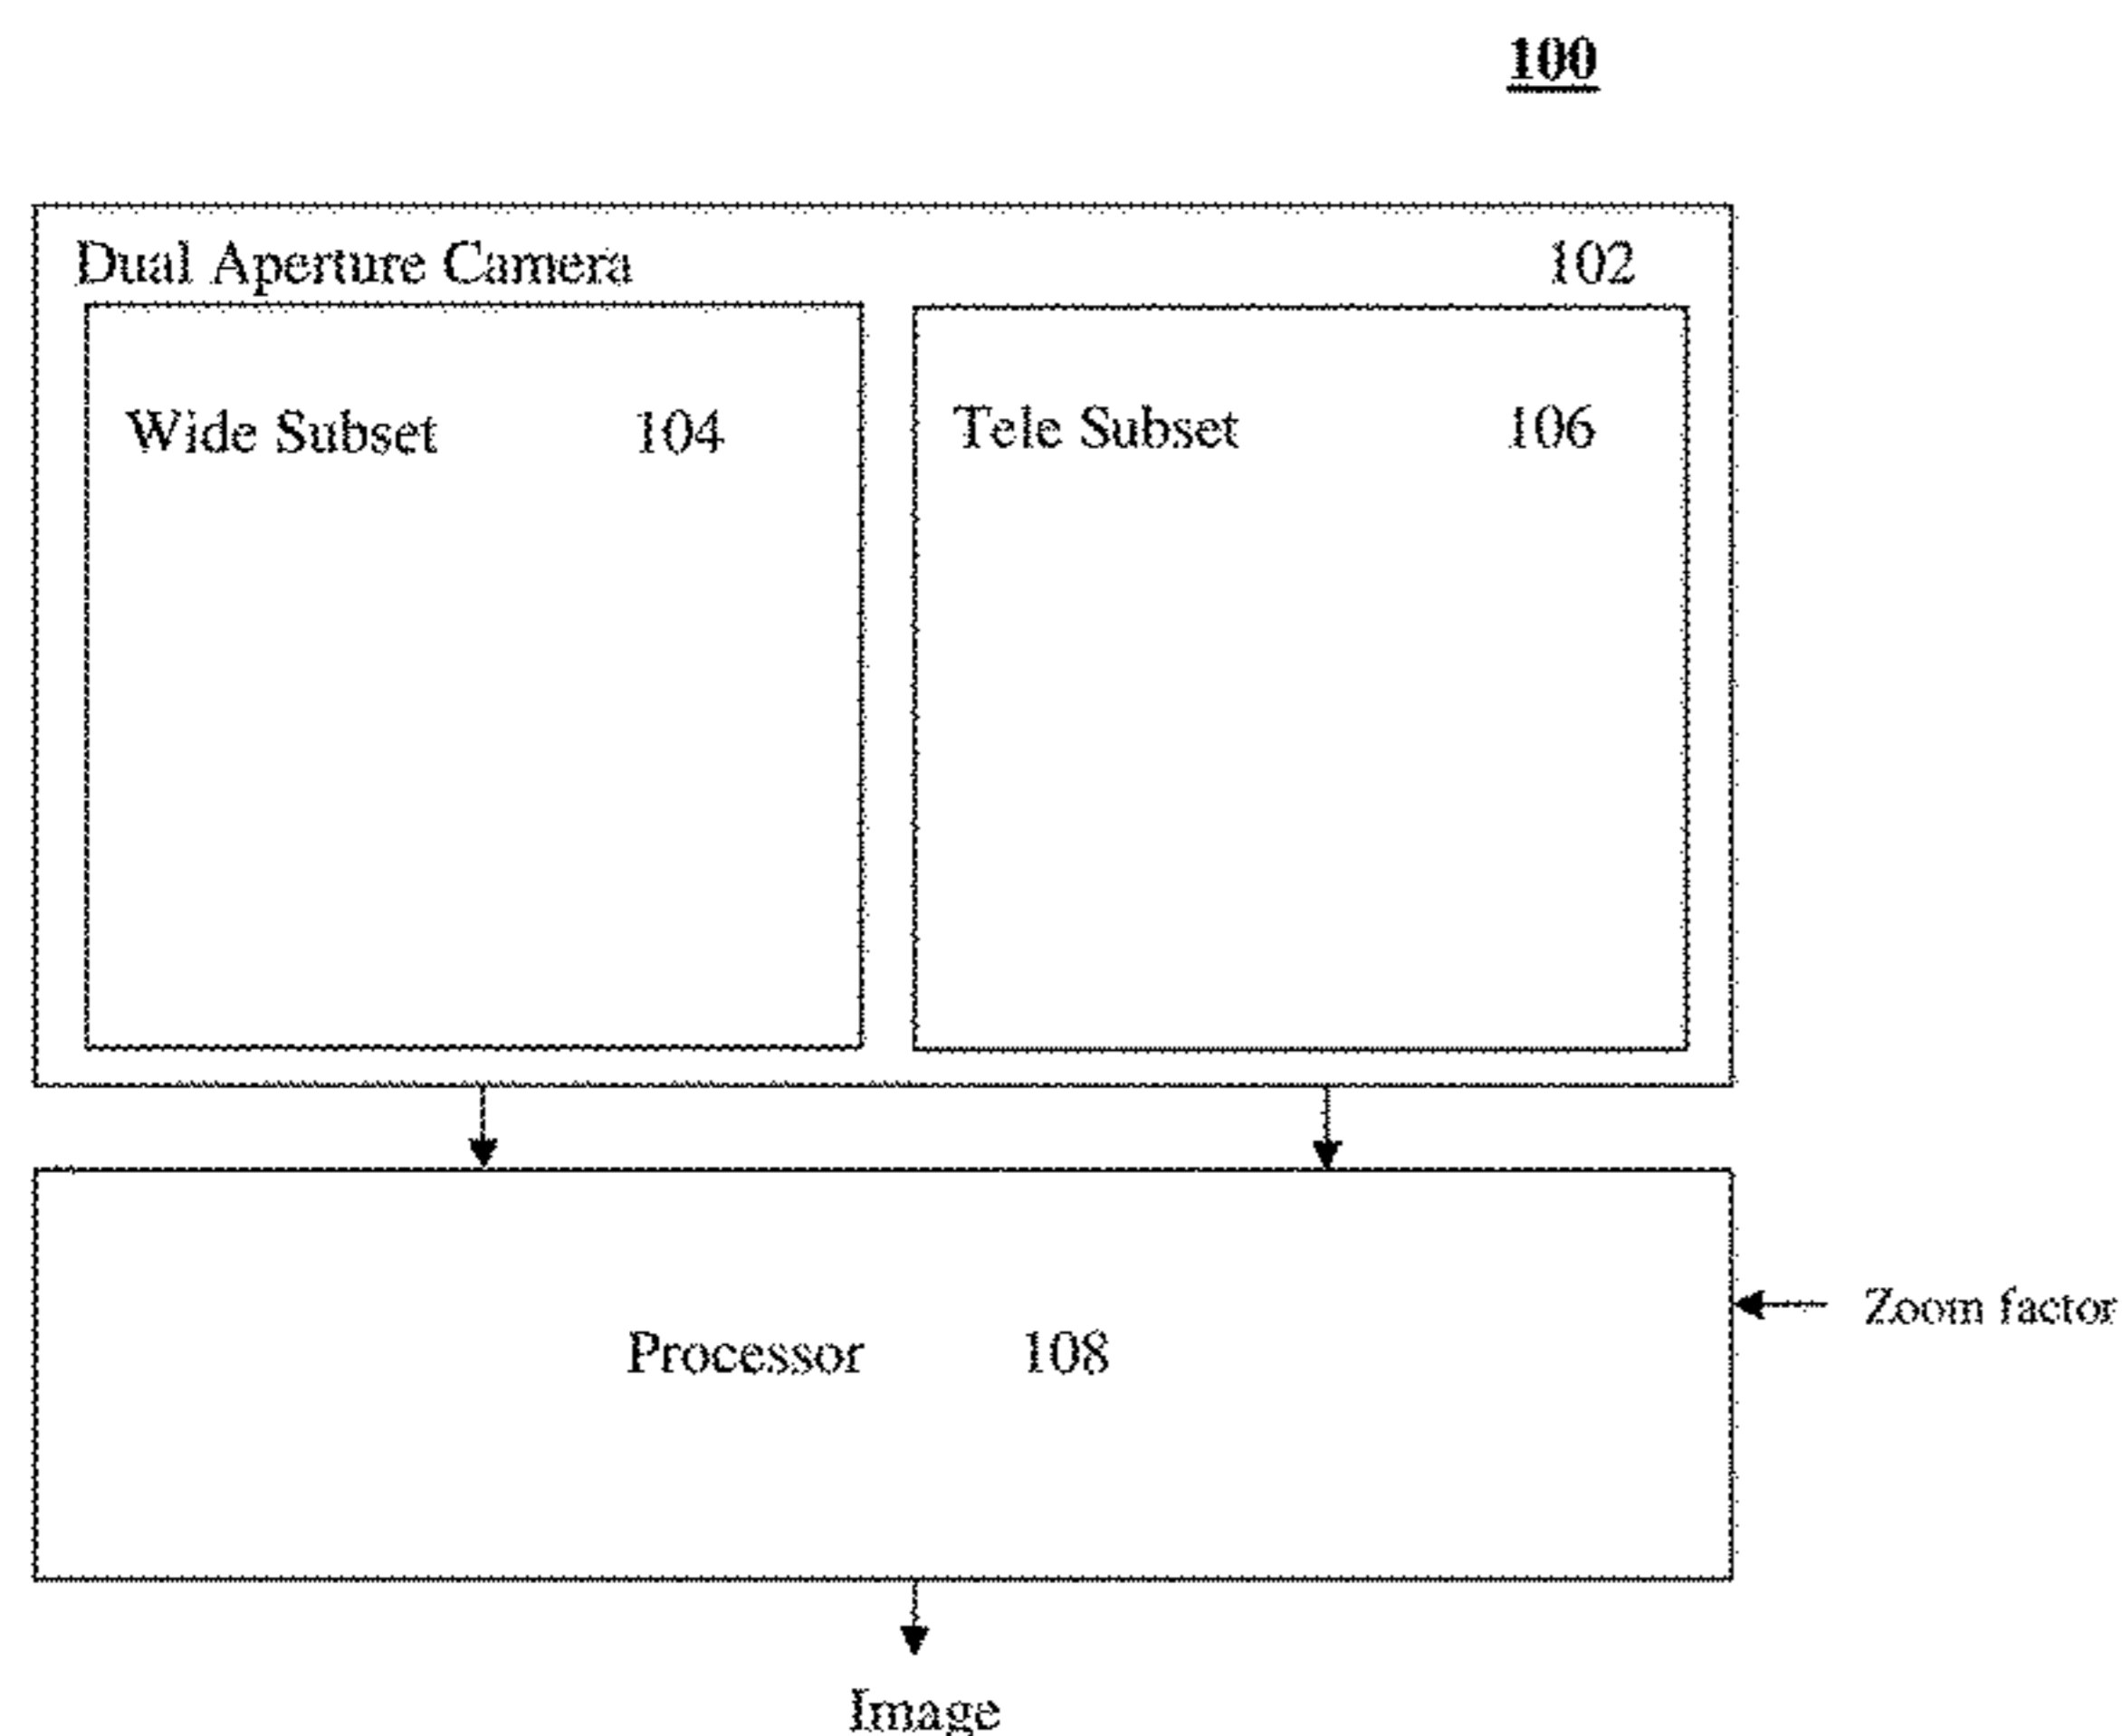 100
Dual Aperture Camera 102
Wide Subset 104
Tele Subset 106
Processor 108
Zoom factor
Image